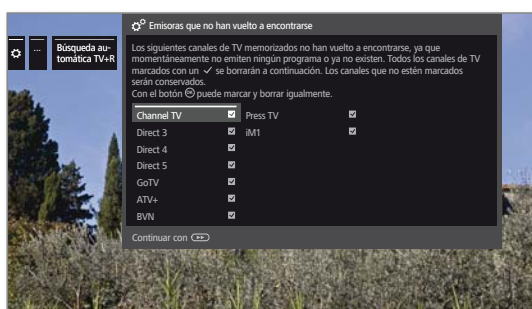 Emisoras que no han vuelto a encontrarse
...
Búsqueda au-
tomática TV+R
Los siguientes canales de TV memorizados no han vuelto a encontrarse, ya que
momentáneamente no emiten ningún programa o ya no existen. Todos los canales de TV
marcados con un ✓ se borrarán a continuación. Los canales que no estén marcados
serán conservados.
Con el botón OK puede marcar y borrar igualmente.
Channel TV
Direct 3
Direct 4
Direct 5
GoTV
ATV+
BVN
Press TV
iM1
Continuar con